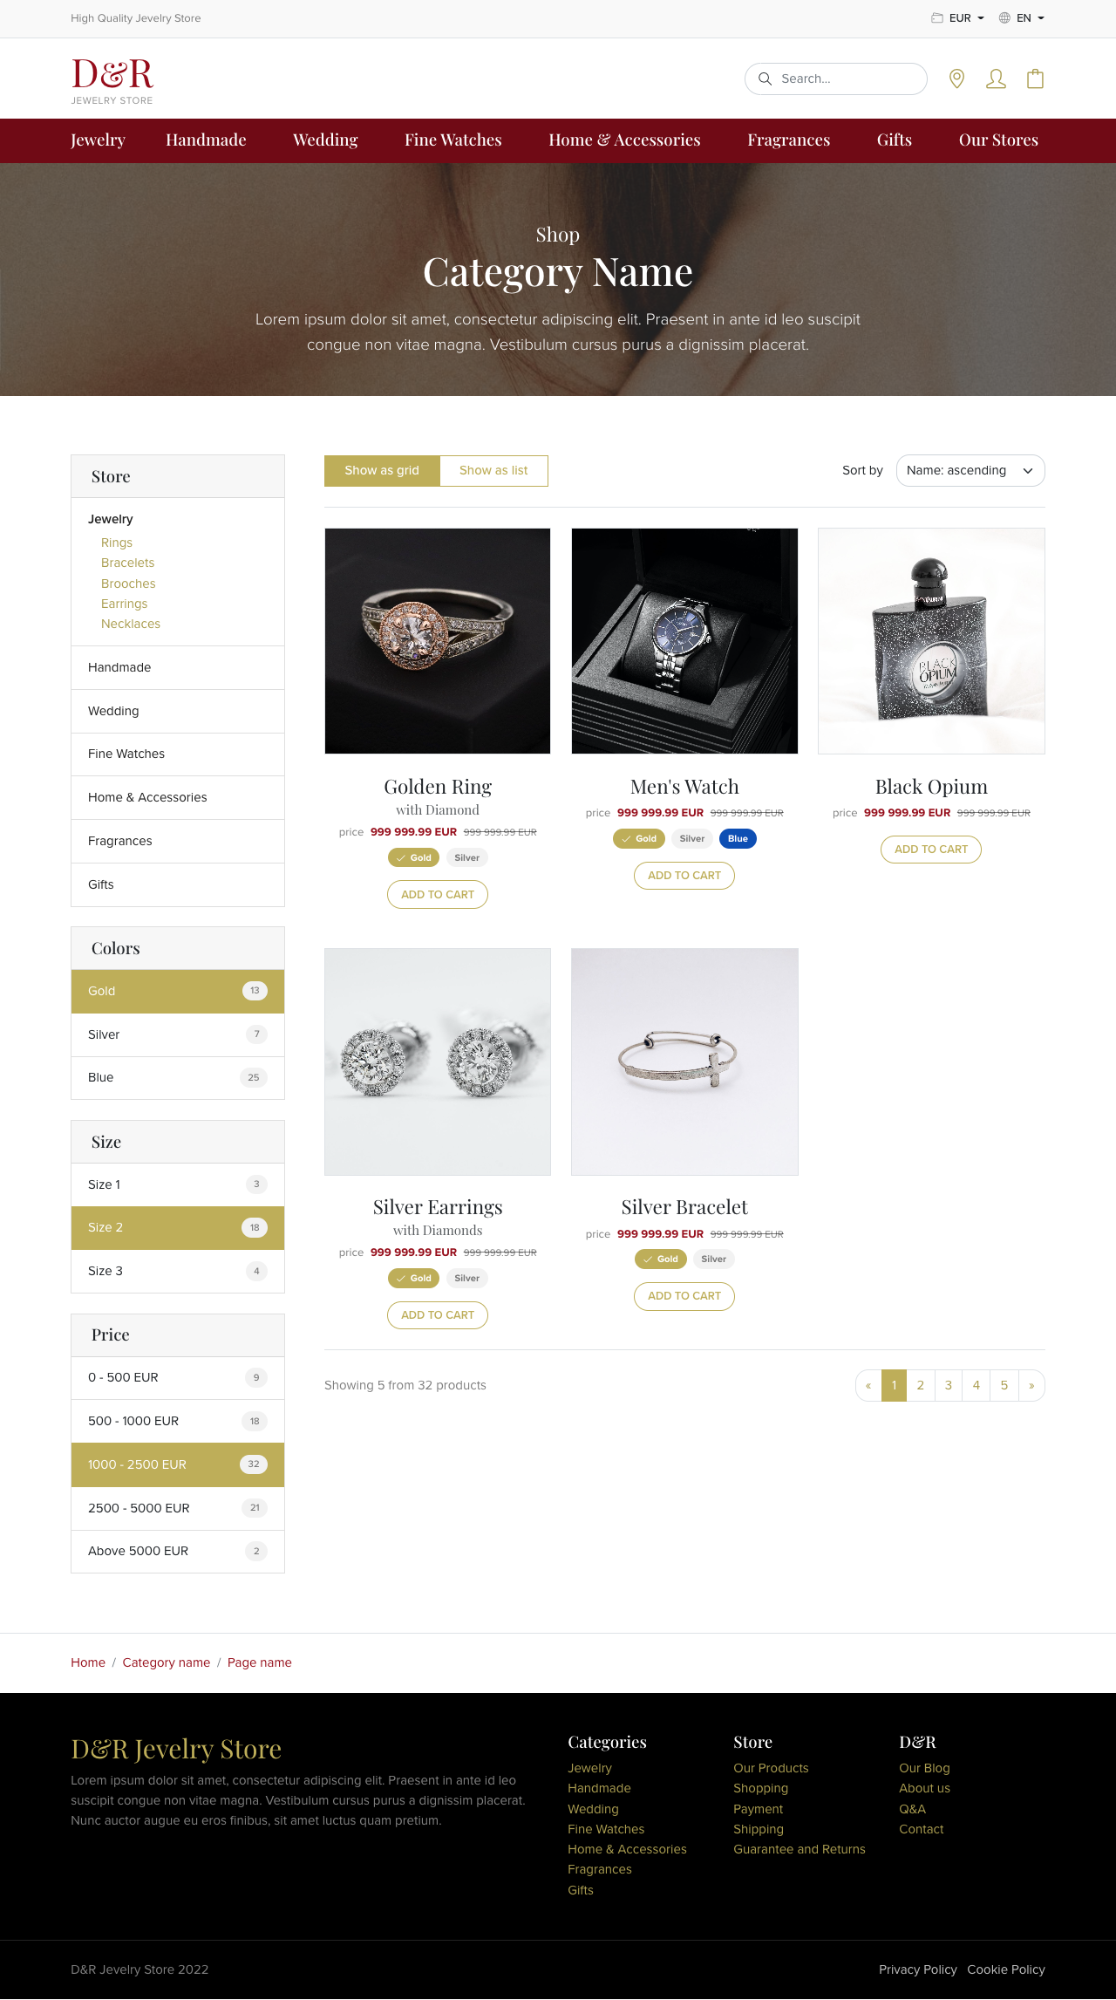 High Quality Jewelry Store
EUR
EN
D&R
JEWELRY STORE
Search...
Jewelry
Handmade
Wedding
Fine Watches
Home & Accessories
Fragrances
Gifts
Our Stores
Shop
Category Name
Lorem ipsum dolor sit amet, consectetur adipiscing elit. Praesent in ante id leo suscipit
congue non vitae magna. Vestibulum cursus purus a dignissim placerat.
Store
Jewelry
Rings
Bracelets
Brooches
Earrings
Necklaces
Handmade
Wedding
Fine Watches
Home & Accessories
Fragrances
Gifts
Colors
Gold 13
Silver 7
Blue 25
Size
Size 1 3
Size 2 18
Size 3 4
Price
0 - 500 EUR 9
500 - 1000 EUR 18
1000 - 2500 EUR 32
2500 - 5000 EUR 21
Above 5000 EUR 2
Show as grid
Show as list
Sort by
Name: ascending
Golden Ring
with Diamond
price 999 999.99 EUR 999 999.99 EUR
Gold Silver
ADD TO CART
Men's Watch
price 999 999.99 EUR 999 999.99 EUR
Gold Silver Blue
ADD TO CART
BLACK
OPIUM
Black Opium
price 999 999.99 EUR 999 999.99 EUR
ADD TO CART
Silver Earrings
with Diamonds
price 999 999.99 EUR 999 999.99 EUR
Gold Silver
ADD TO CART
Silver Bracelet
price 999 999.99 EUR 999 999.99 EUR
Gold Silver
ADD TO CART
Showing 5 from 32 products
« 1 2 3 4 5 »
Home / Category name / Page name
D&R Jewelry Store
Lorem ipsum dolor sit amet, consectetur adipiscing elit. Praesent in ante id leo
suscipit congue non vitae magna. Vestibulum cursus purus a dignissim placerat.
Nunc auctor augue eu eros finibus, sit amet luctus quam pretium.
Categories
Jewelry
Handmade
Wedding
Fine Watches
Home & Accessories
Fragrances
Gifts
Store
Our Products
Shopping
Payment
Shipping
Guarantee and Returns
D&R
Our Blog
About us
Q&A
Contact
D&R Jevelry Store 2022
Privacy Policy
Cookie Policy